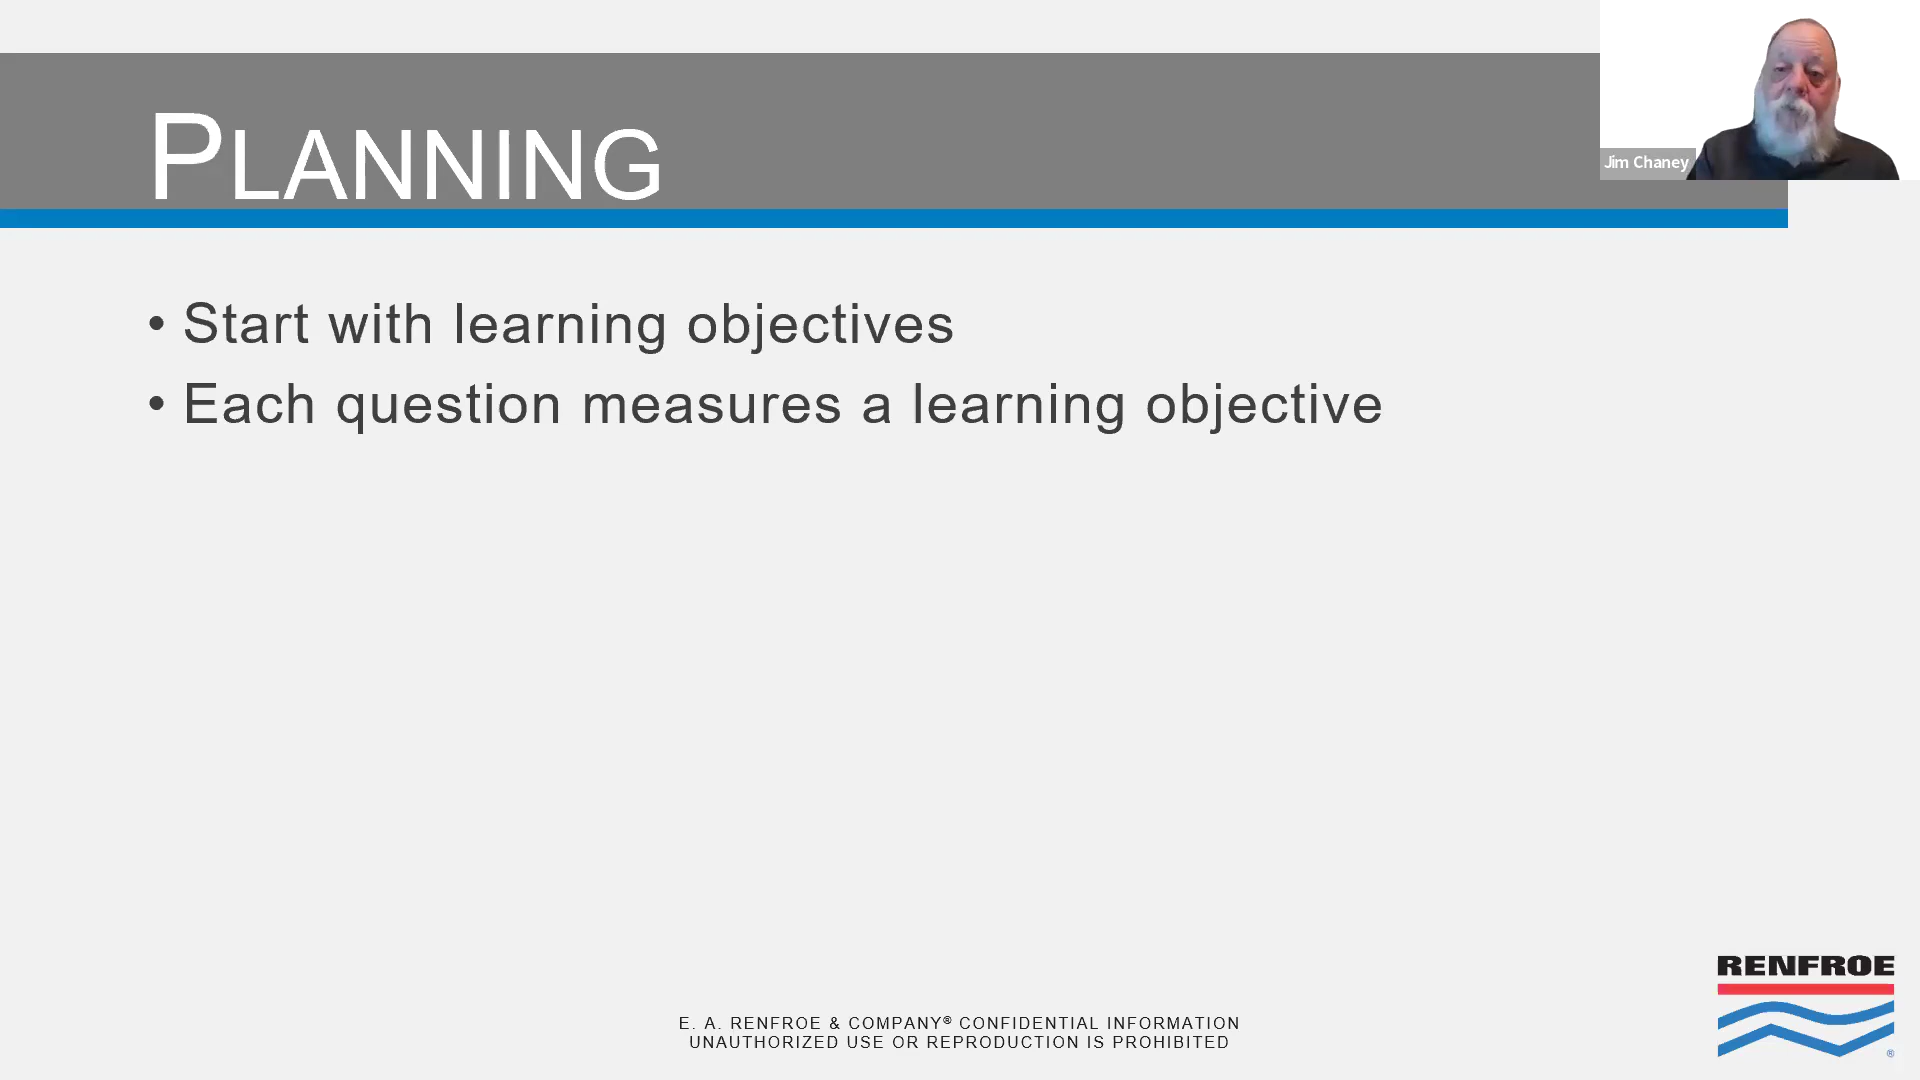 PLANNING
Jim Chaney
• Start with learning objectives
• Each question measures a learning objective
RENFROE
®
E. A. RENFROE & COMPANY® CONFIDENTIAL INFORMATION
UNAUTHORIZED USE OR REPRODUCTION IS PROHIBITED